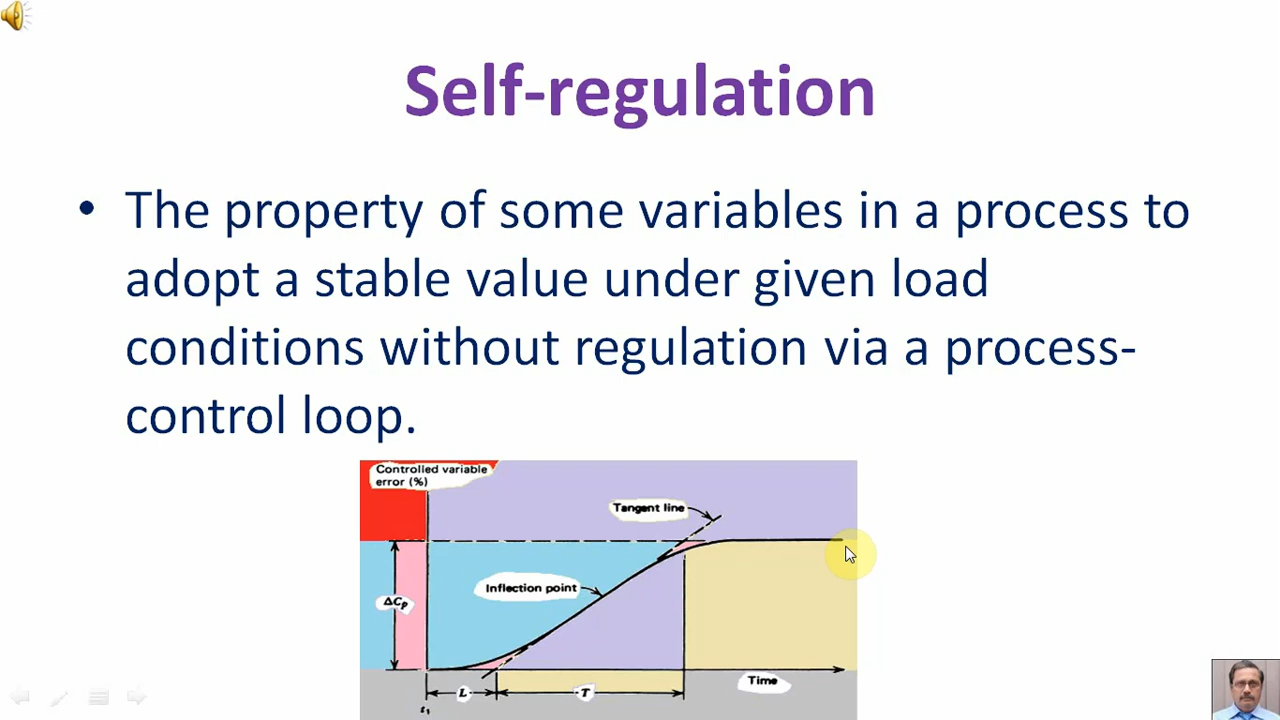 Self-regulation
• The property of some variables in a process to
adopt a stable value under given load
conditions without regulation via a process-
control loop.
Controlled variable
error (%)
Tangent line
Inflection point
ΔCp
Time
L
T
t1